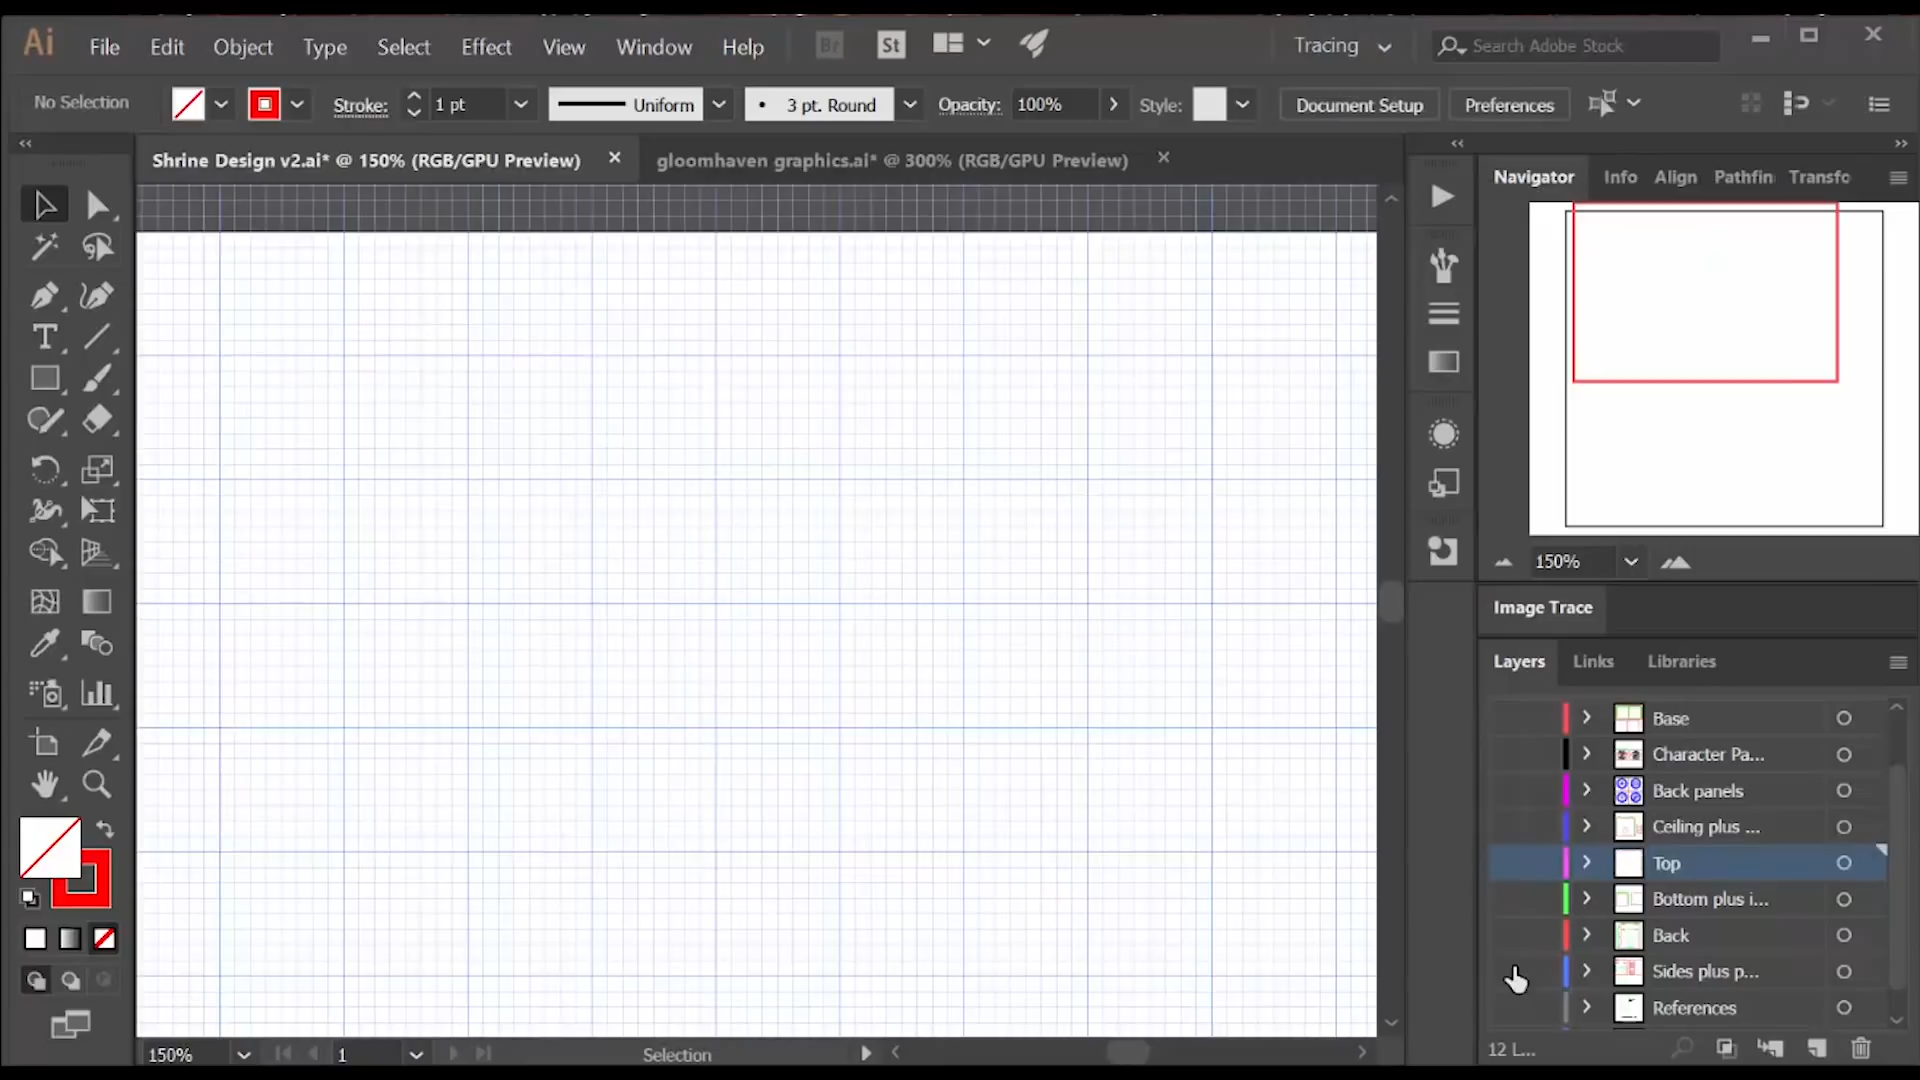 Ai File Edit Object Type Select Effect View Window Help Br St Tracing Search Adobe Stock
No Selection Stroke: 1 pt Uniform 3 pt. Round Opacity: 100% Style: Document Setup Preferences
Shrine Design v2.ai* @ 150% (RGB/GPU Preview) gloomhaven graphics.ai* @ 300% (RGB/GPU Preview)
Navigator Info Align Pathfin Transfo
150%
Image Trace
Layers Links Libraries
Base
Character Pa...
Back panels
Ceiling plus ...
Top
Bottom plus i...
Back
Sides plus p...
References
12 L...
150% 1 Selection